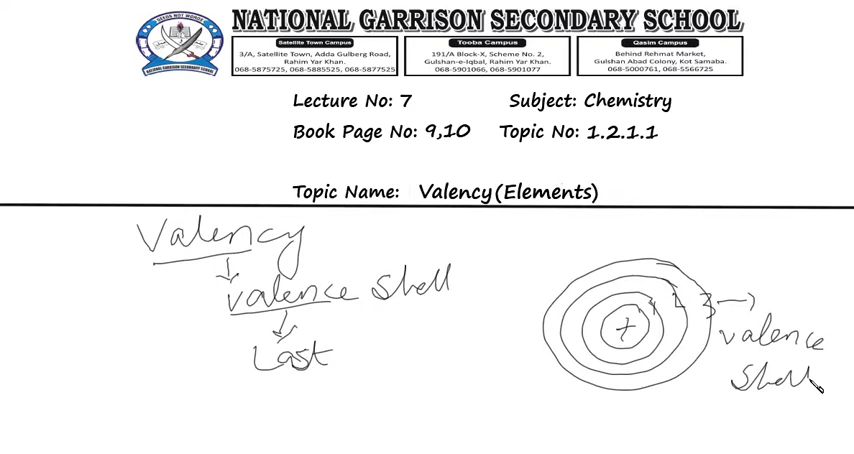 NATIONAL GARRISON SECONDARY SCHOOL
Satellite Town Campus
3/A, Satellite Town, Adda Gulberg Road,
Rahim Yar Khan.
068-5875725, 068-5885525, 068-5877525
Tooba Campus
191/A Block-X, Scheme No. 2,
Gulshan-e-Iqbal, Rahim Yar Khan.
068-5901066, 068-5901077
Qasim Campus
Behind Rehmat Market,
Gulshan Abad Colony, Kot Samaba.
068-5000761, 068-5566725
Lecture No: 7 Subject: Chemistry
Book Page No: 9,10 Topic No: 1.2.1.1
Topic Name: Valency(Elements)
Valency
valence Shell
Last
+
3
valence
Shell